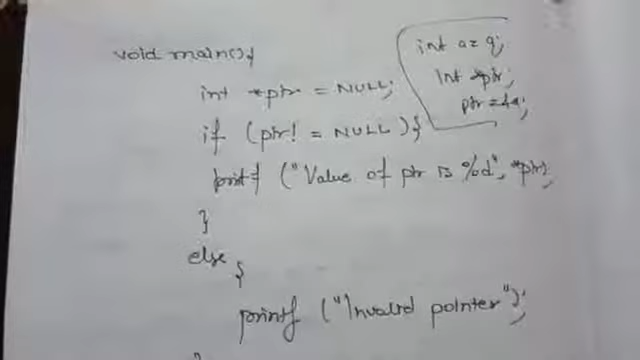 void main(){
int *ptr = NULL;
if (ptr! = NULL){
printf ("Value of ptr is %d", *ptr);
}
else
{
printf ("Invalid pointer");
}
int a = 9;
int *ptr;
ptr = &a;